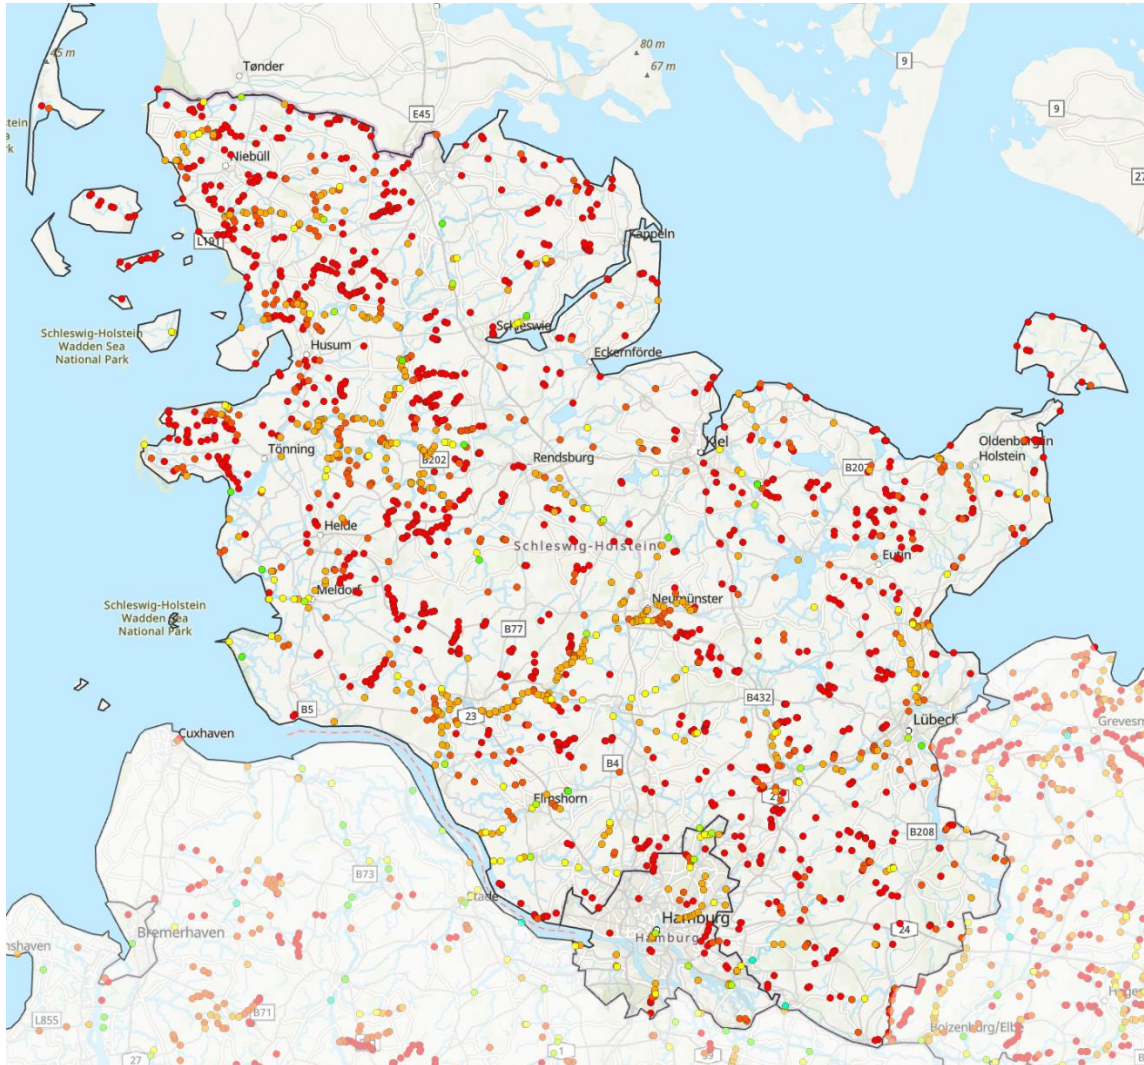 80 m
67 m
45 m
Tønder
9
9
E45
27
Niebüll
L191
Kappeln
Schleswig-Holstein
Wadden Sea
National Park
Schleswig
Husum
Eckernförde
Kiel
Oldenburg in
Holstein
Tönning
B202
Rendsburg
B202
Heide
Schleswig-Holstein
Eutin
Meldorf
Schleswig-Holstein
Wadden Sea
National Park
Neumünster
B77
B432
B5
23
Lübeck
Grevesm
Cuxhaven
B4
21
Elmshorn
B208
B73
Stade
Bremerhaven
Hamburg
Hamburg
24
L855
B71
Boizenburg/Elbe
27
1
39